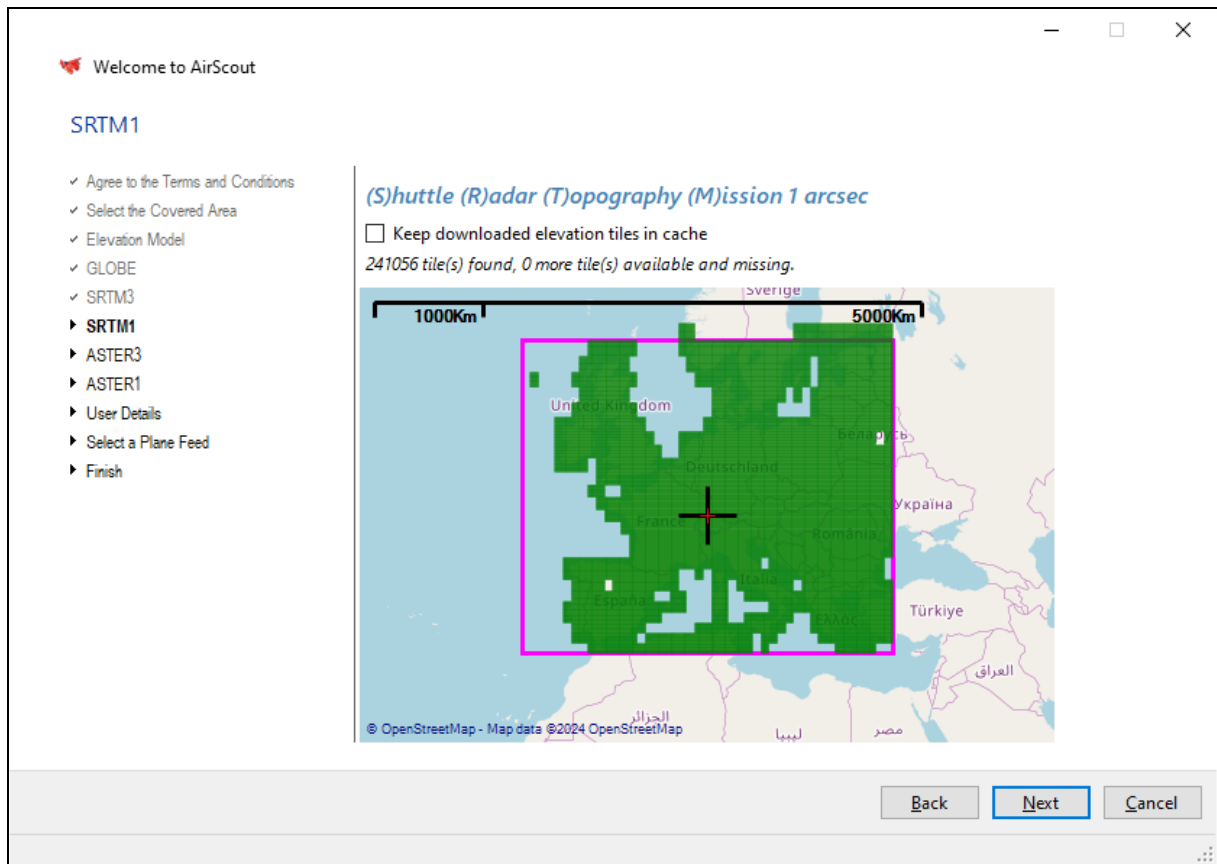 Welcome to AirScout
SRTM1
Agree to the Terms and Conditions
Select the Covered Area
Elevation Model
GLOBE
SRTM3
SRTM1
ASTER3
ASTER1
User Details
Select a Plane Feed
Finish
(S)huttle (R)adar (T)opography (M)ission 1 arcsec
Keep downloaded elevation tiles in cache
241056 tile(s) found, 0 more tile(s) available and missing.
Sverige
1000Km
5000Km
United Kingdom
Беларусь
Deutschland
Україна
France
România
Italia
España
Ελλάς
Türkiye
العراق
الجزائر
ليبيا
مصر
© OpenStreetMap - Map data ©2024 OpenStreetMap
Back
Next
Cancel